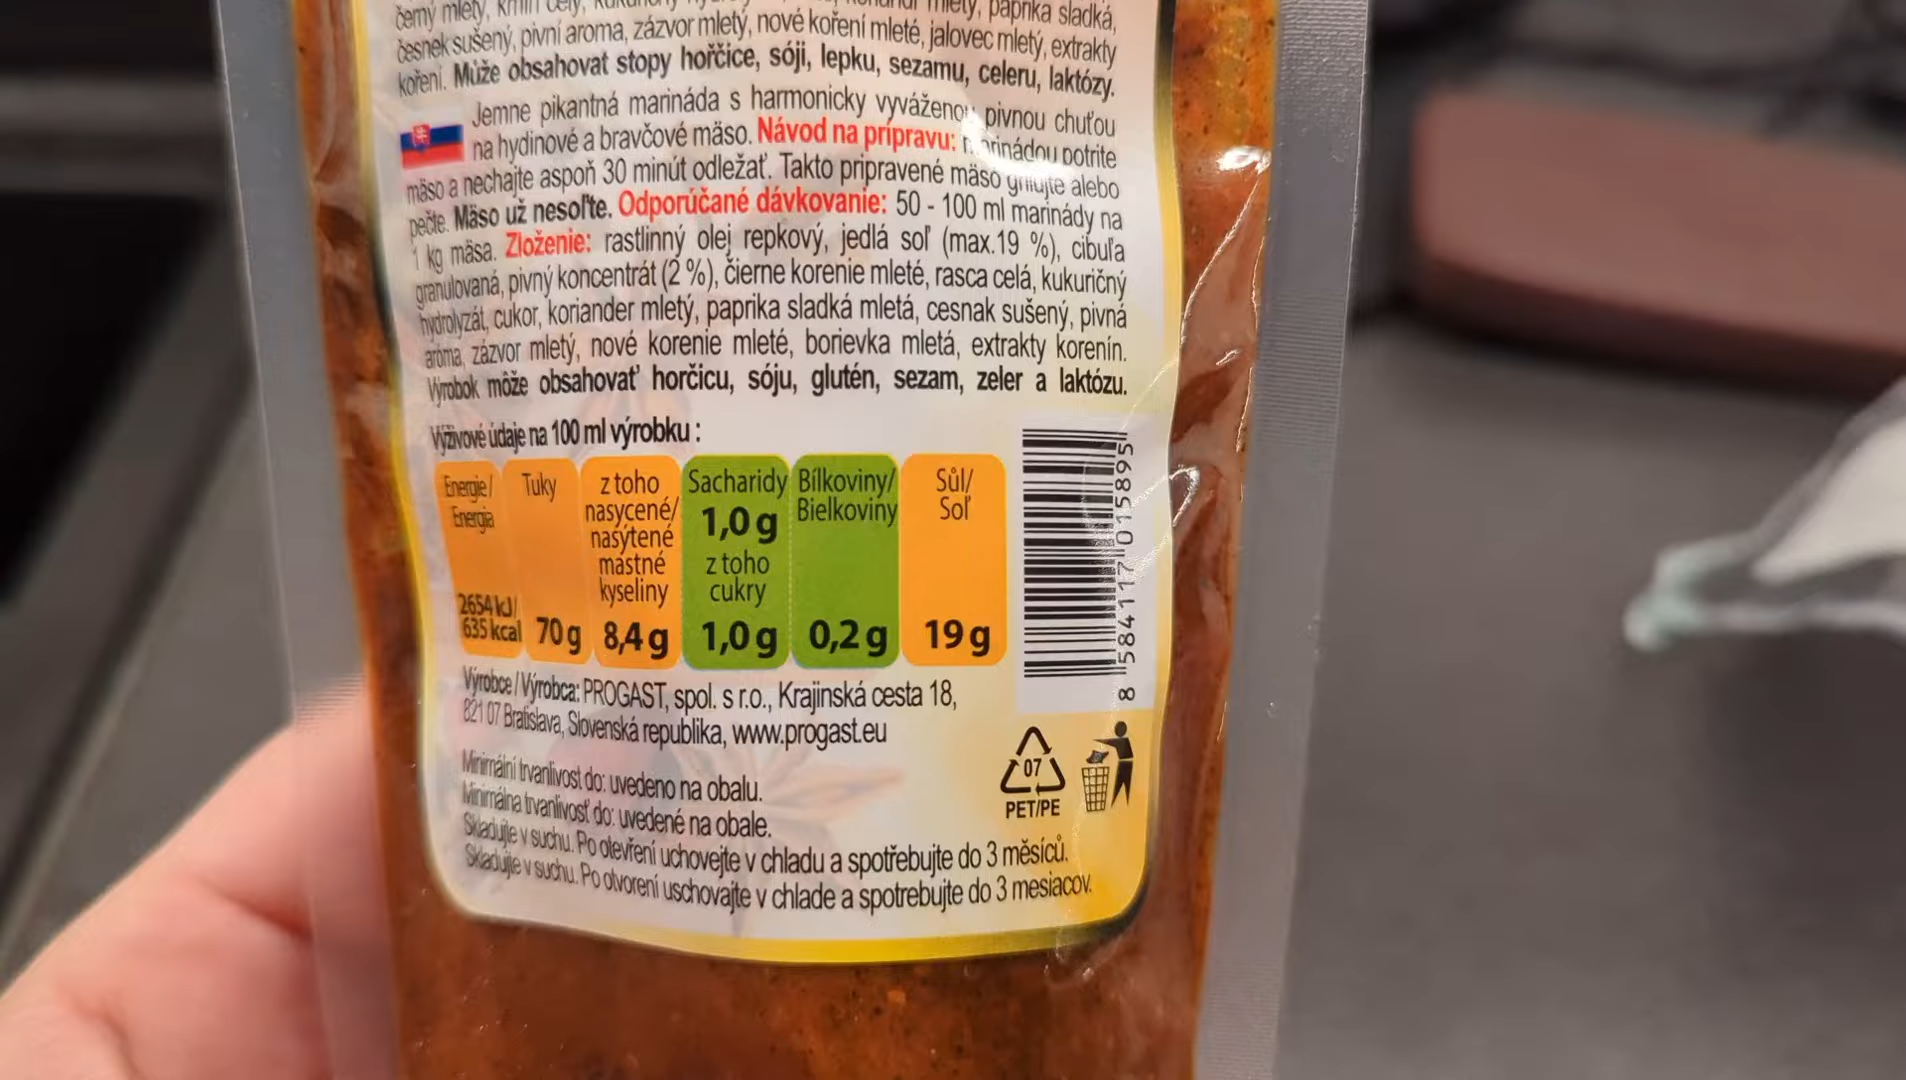 černý mletý, kmín celý, paprika sladká,
česnek sušený, pivní aroma, zázvor mletý, nové koření mleté, jalovec mletý, extrakty
koření. Může obsahovat stopy hořčice, sóji, lepku, sezamu, celeru, laktózy.
Jemne pikantná marináda s harmonicky vyváženou pivnou chuťou
na hydinové a bravčové mäso. Návod na prípravu: marinádou potrite
mäso a nechajte aspoň 30 minút odležať. Takto pripravené mäso grilujte alebo
pečte. Mäso už nesoľte. Odporúčané dávkovanie: 50 - 100 ml marinády na
1 kg mäsa. Zloženie: rastlinný olej repkový, jedlá soľ (max.19 %), cibuľa
granulovaná, pivný koncentrát (2 %), čierne korenie mleté, rasca celá, kukuričný
hydrolyzát, cukor, koriander mletý, paprika sladká mletá, cesnak sušený, pivná
aróma, zázvor mletý, nové korenie mleté, borievka mletá, extrakty korenín.
Výrobok môže obsahovať horčicu, sóju, glutén, sezam, zeler a laktózu.
Výživové údaje na 100 ml výrobku :
Energie/
Energia
2654 kJ/
635 kcal
Tuky
70 g
z toho
nasycené/
nasýtené
mastné
kyseliny
8,4 g
Sacharidy
1,0 g
z toho
cukry
1,0 g
Bílkoviny/
Bielkoviny
0,2 g
Sůl/
Soľ
19 g
8 584117 015895
Výrobce / Výrobca: PROGAST, spol. s r.o., Krajinská cesta 18,
821 07 Bratislava, Slovenská republika, www.progast.eu
07
PET/PE
Minimální trvanlivost do: uvedeno na obalu.
Minimálna trvanlivosť do: uvedené na obale.
Skladujte v suchu. Po otevření uchovejte v chladu a spotřebujte do 3 měsíců.
Skladujte v suchu. Po otvorení uschovajte v chlade a spotrebujte do 3 mesiacov.